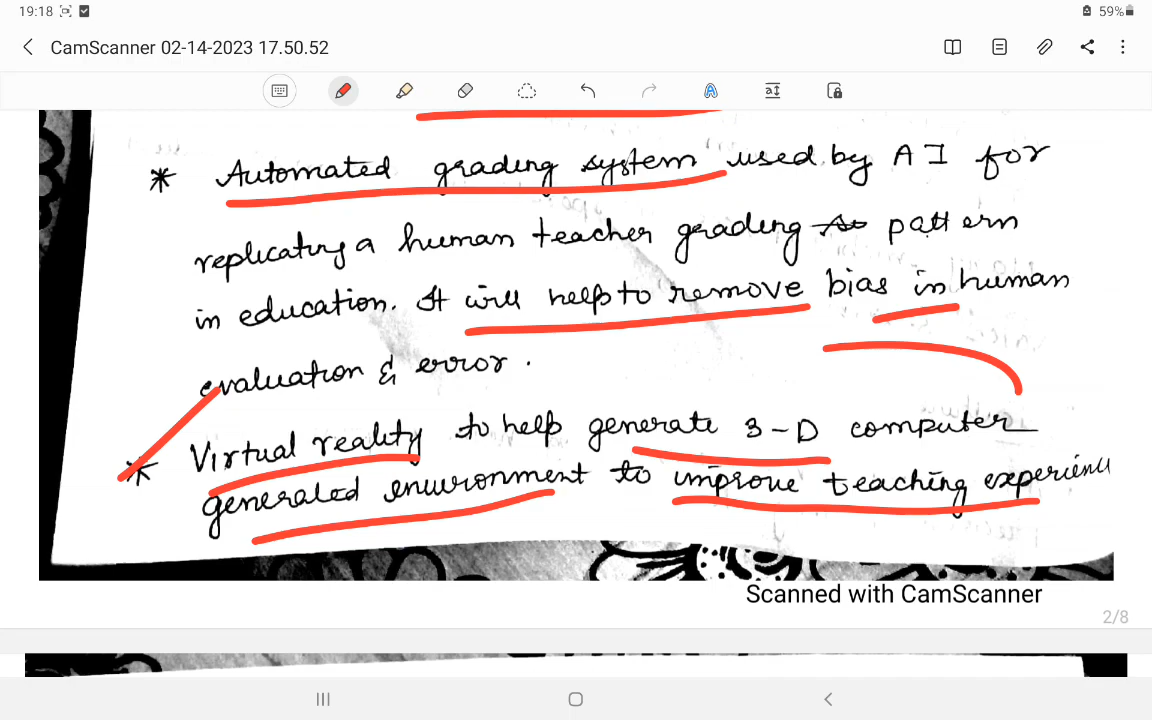 19:18
59%
CamScanner 02-14-2023 17.50.52
* Automated grading system used by AI for
replicating a human teacher grading pattern
in education. It will help to remove bias in human
evaluation & error.
* Virtual reality to help generate 3-D computer
generated environment to improve teaching experience
Scanned with CamScanner
2/8